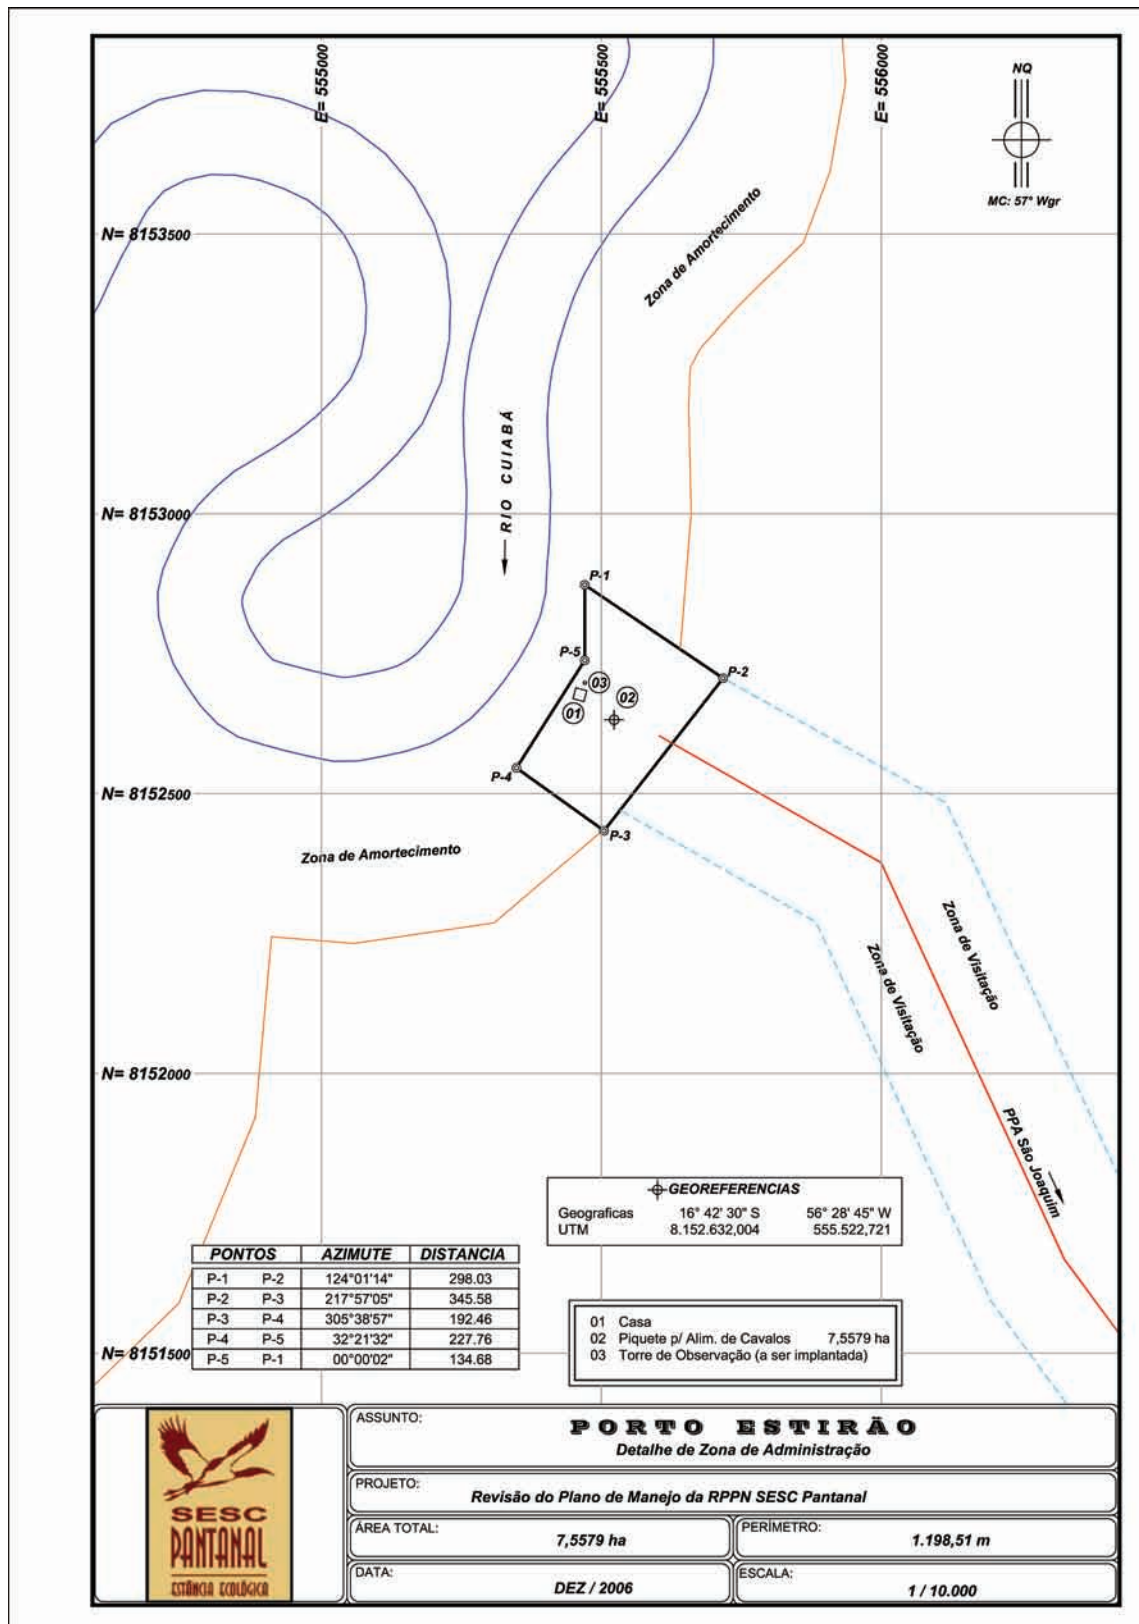 E= 555000
E= 555500
E= 556000
NQ
MC: 57° Wgr
N= 8153500
Zona de Amortecimento
N= 8153000
RIO CUIABÁ
P-1
P-5
P-2
03
02
01
P-4
P-3
N= 8152500
Zona de Amortecimento
Zona de Visitação
Zona de Visitação
N= 8152000
PPA São Joaquim
GEOREFERENCIAS
Geograficas 16° 42' 30" S 56° 28' 45" W
UTM 8.152.632,004 555.522,721
PONTOS AZIMUTE DISTANCIA
P-1 P-2 124°01'14" 298.03
P-2 P-3 217°57'05" 345.58
P-3 P-4 305°38'57" 192.46
P-4 P-5 32°21'32" 227.76
P-5 P-1 00°00'02" 134.68
N= 8151500
01 Casa
02 Piquete p/ Alim. de Cavalos 7,5579 ha
03 Torre de Observação (a ser implantada)
SESC
PANTANAL
ESTÂNCIA ECOLÓGICA
ASSUNTO:
PORTO ESTIRÃO
Detalhe de Zona de Administração
PROJETO:
Revisão do Plano de Manejo da RPPN SESC Pantanal
ÁREA TOTAL:
7,5579 ha
PERÍMETRO:
1.198,51 m
DATA:
DEZ / 2006
ESCALA:
1 / 10.000